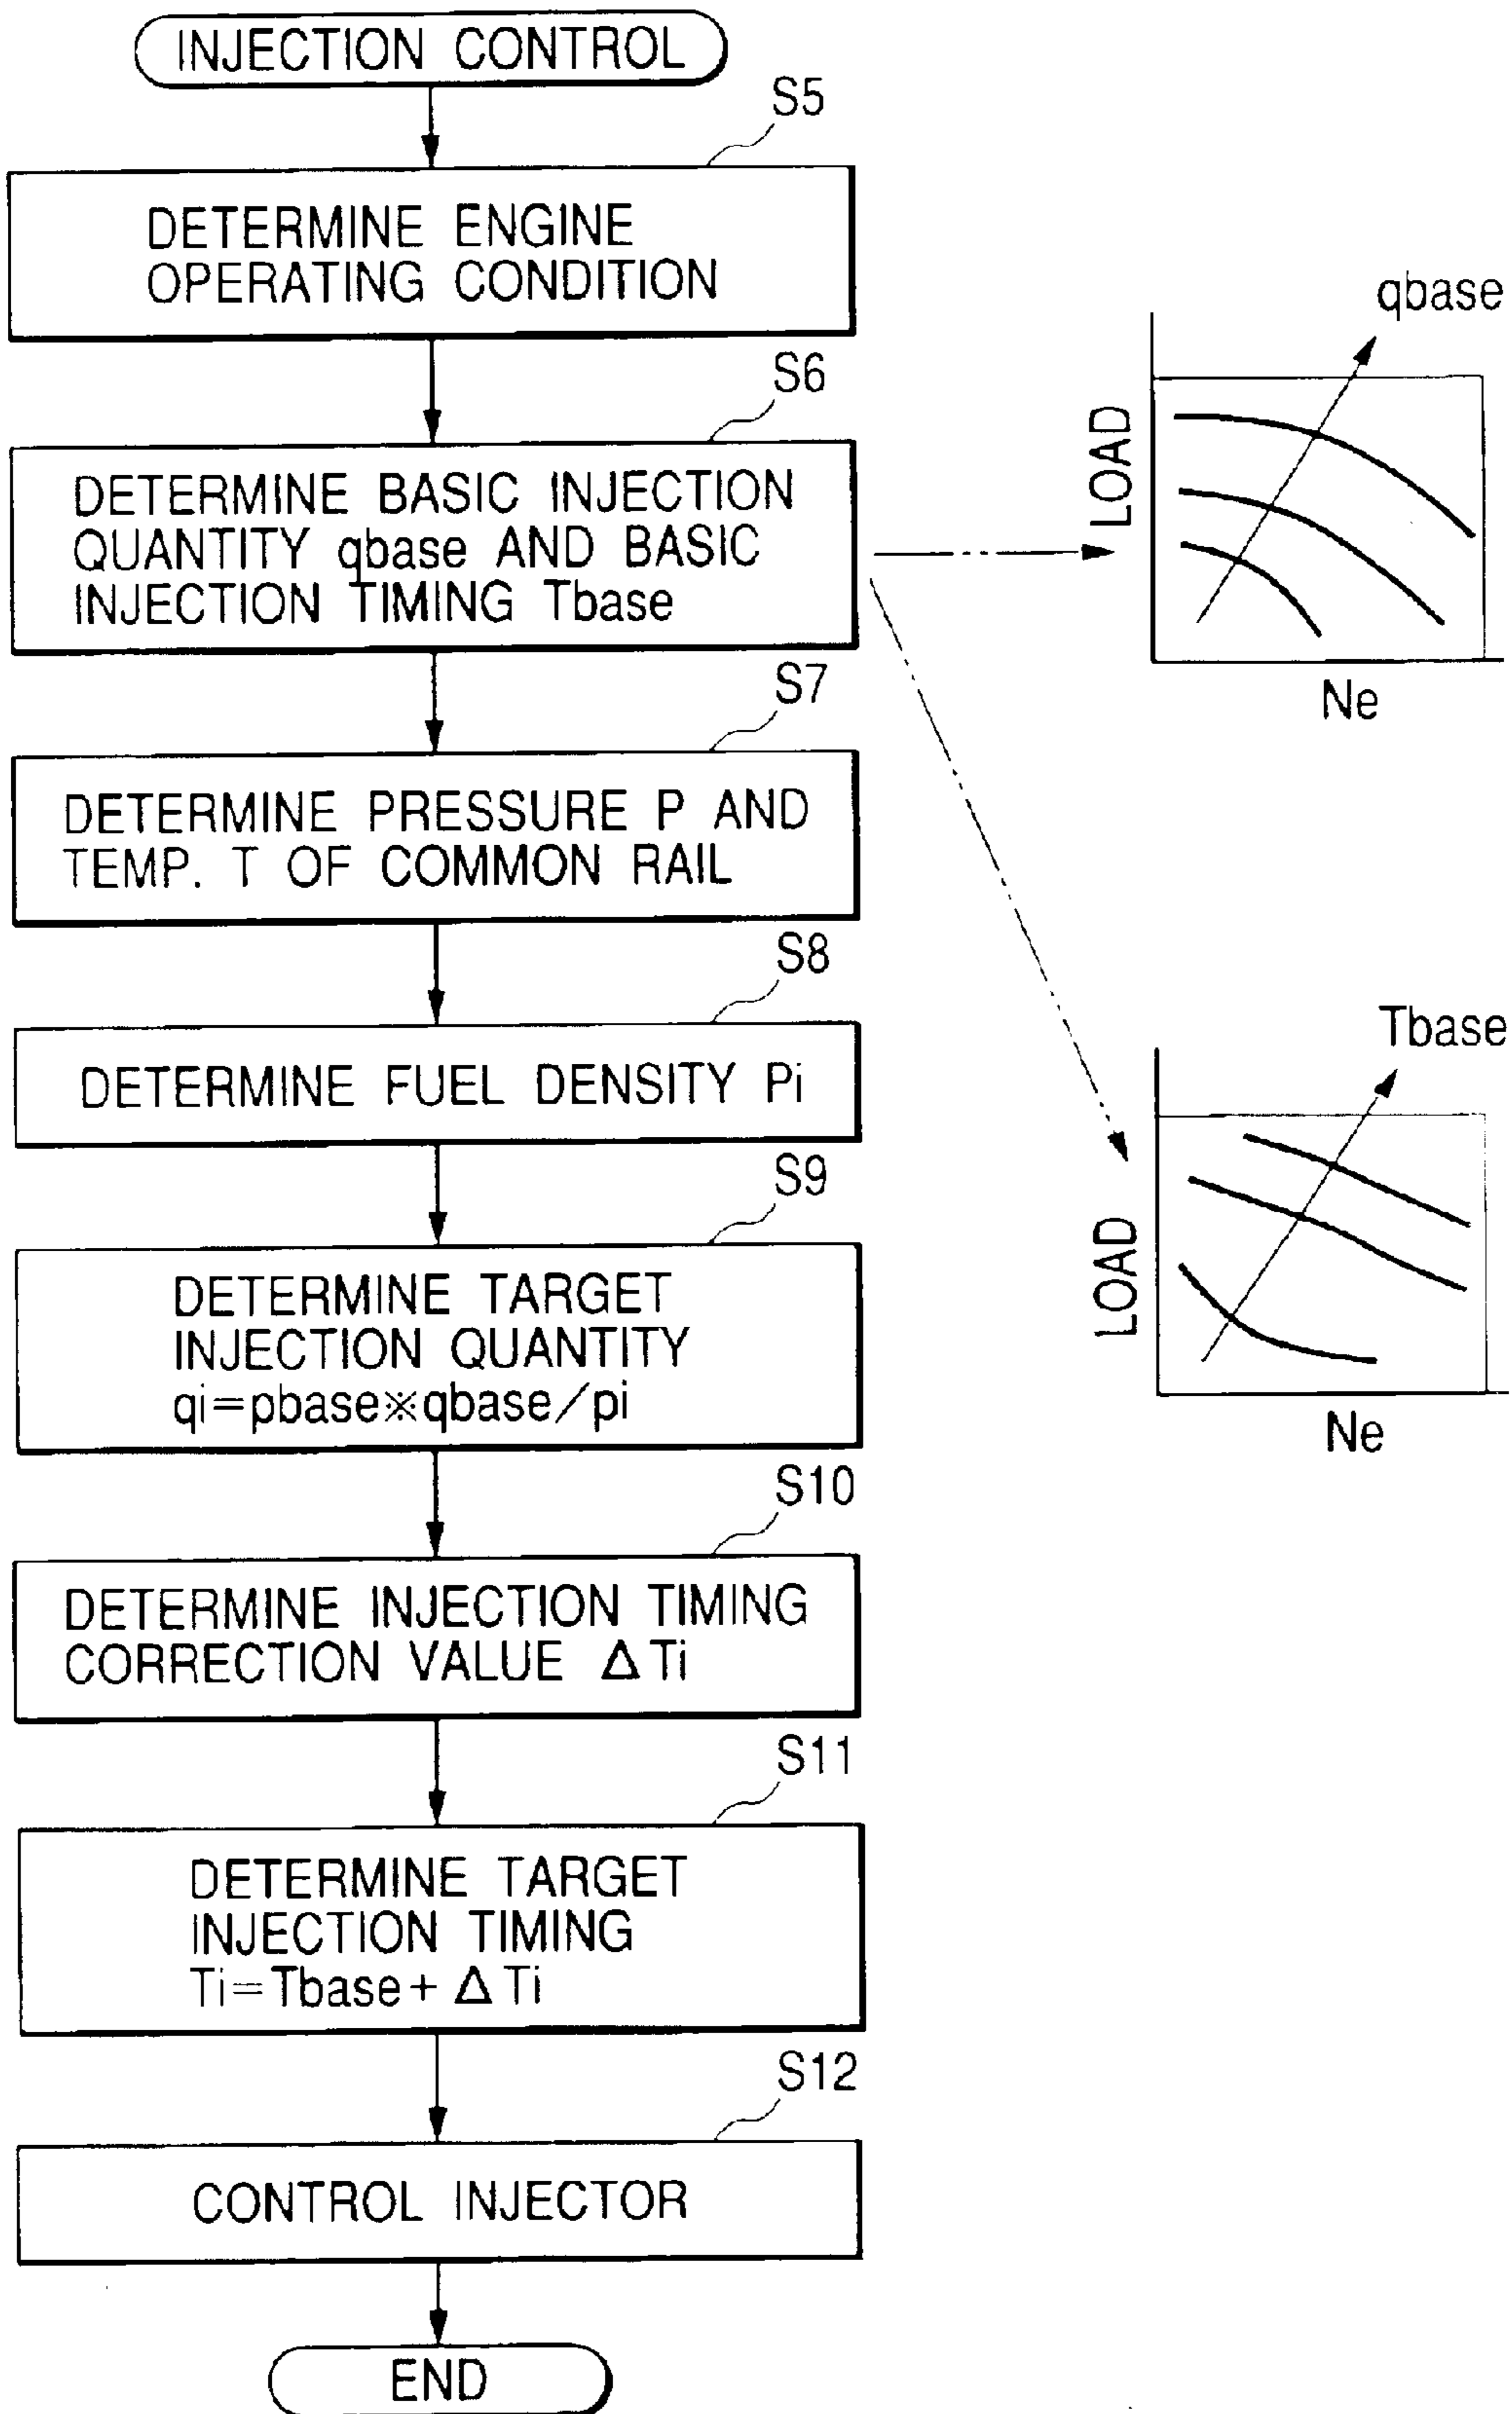 INJECTION CONTROL
S5
DETERMINE ENGINE
OPERATING CONDITION
S6
DETERMINE BASIC INJECTION
QUANTITY qbase AND BASIC
INJECTION TIMING Tbase
qbase
LOAD
Ne
S7
DETERMINE PRESSURE P AND
TEMP. T OF COMMON RAIL
S8
DETERMINE FUEL DENSITY Pi
Tbase
LOAD
Ne
S9
DETERMINE TARGET
INJECTION QUANTITY
qi=pbase※qbase/pi
S10
DETERMINE INJECTION TIMING
CORRECTION VALUE ΔTi
S11
DETERMINE TARGET
INJECTION TIMING
Ti=Tbase+ΔTi
S12
CONTROL INJECTOR
END